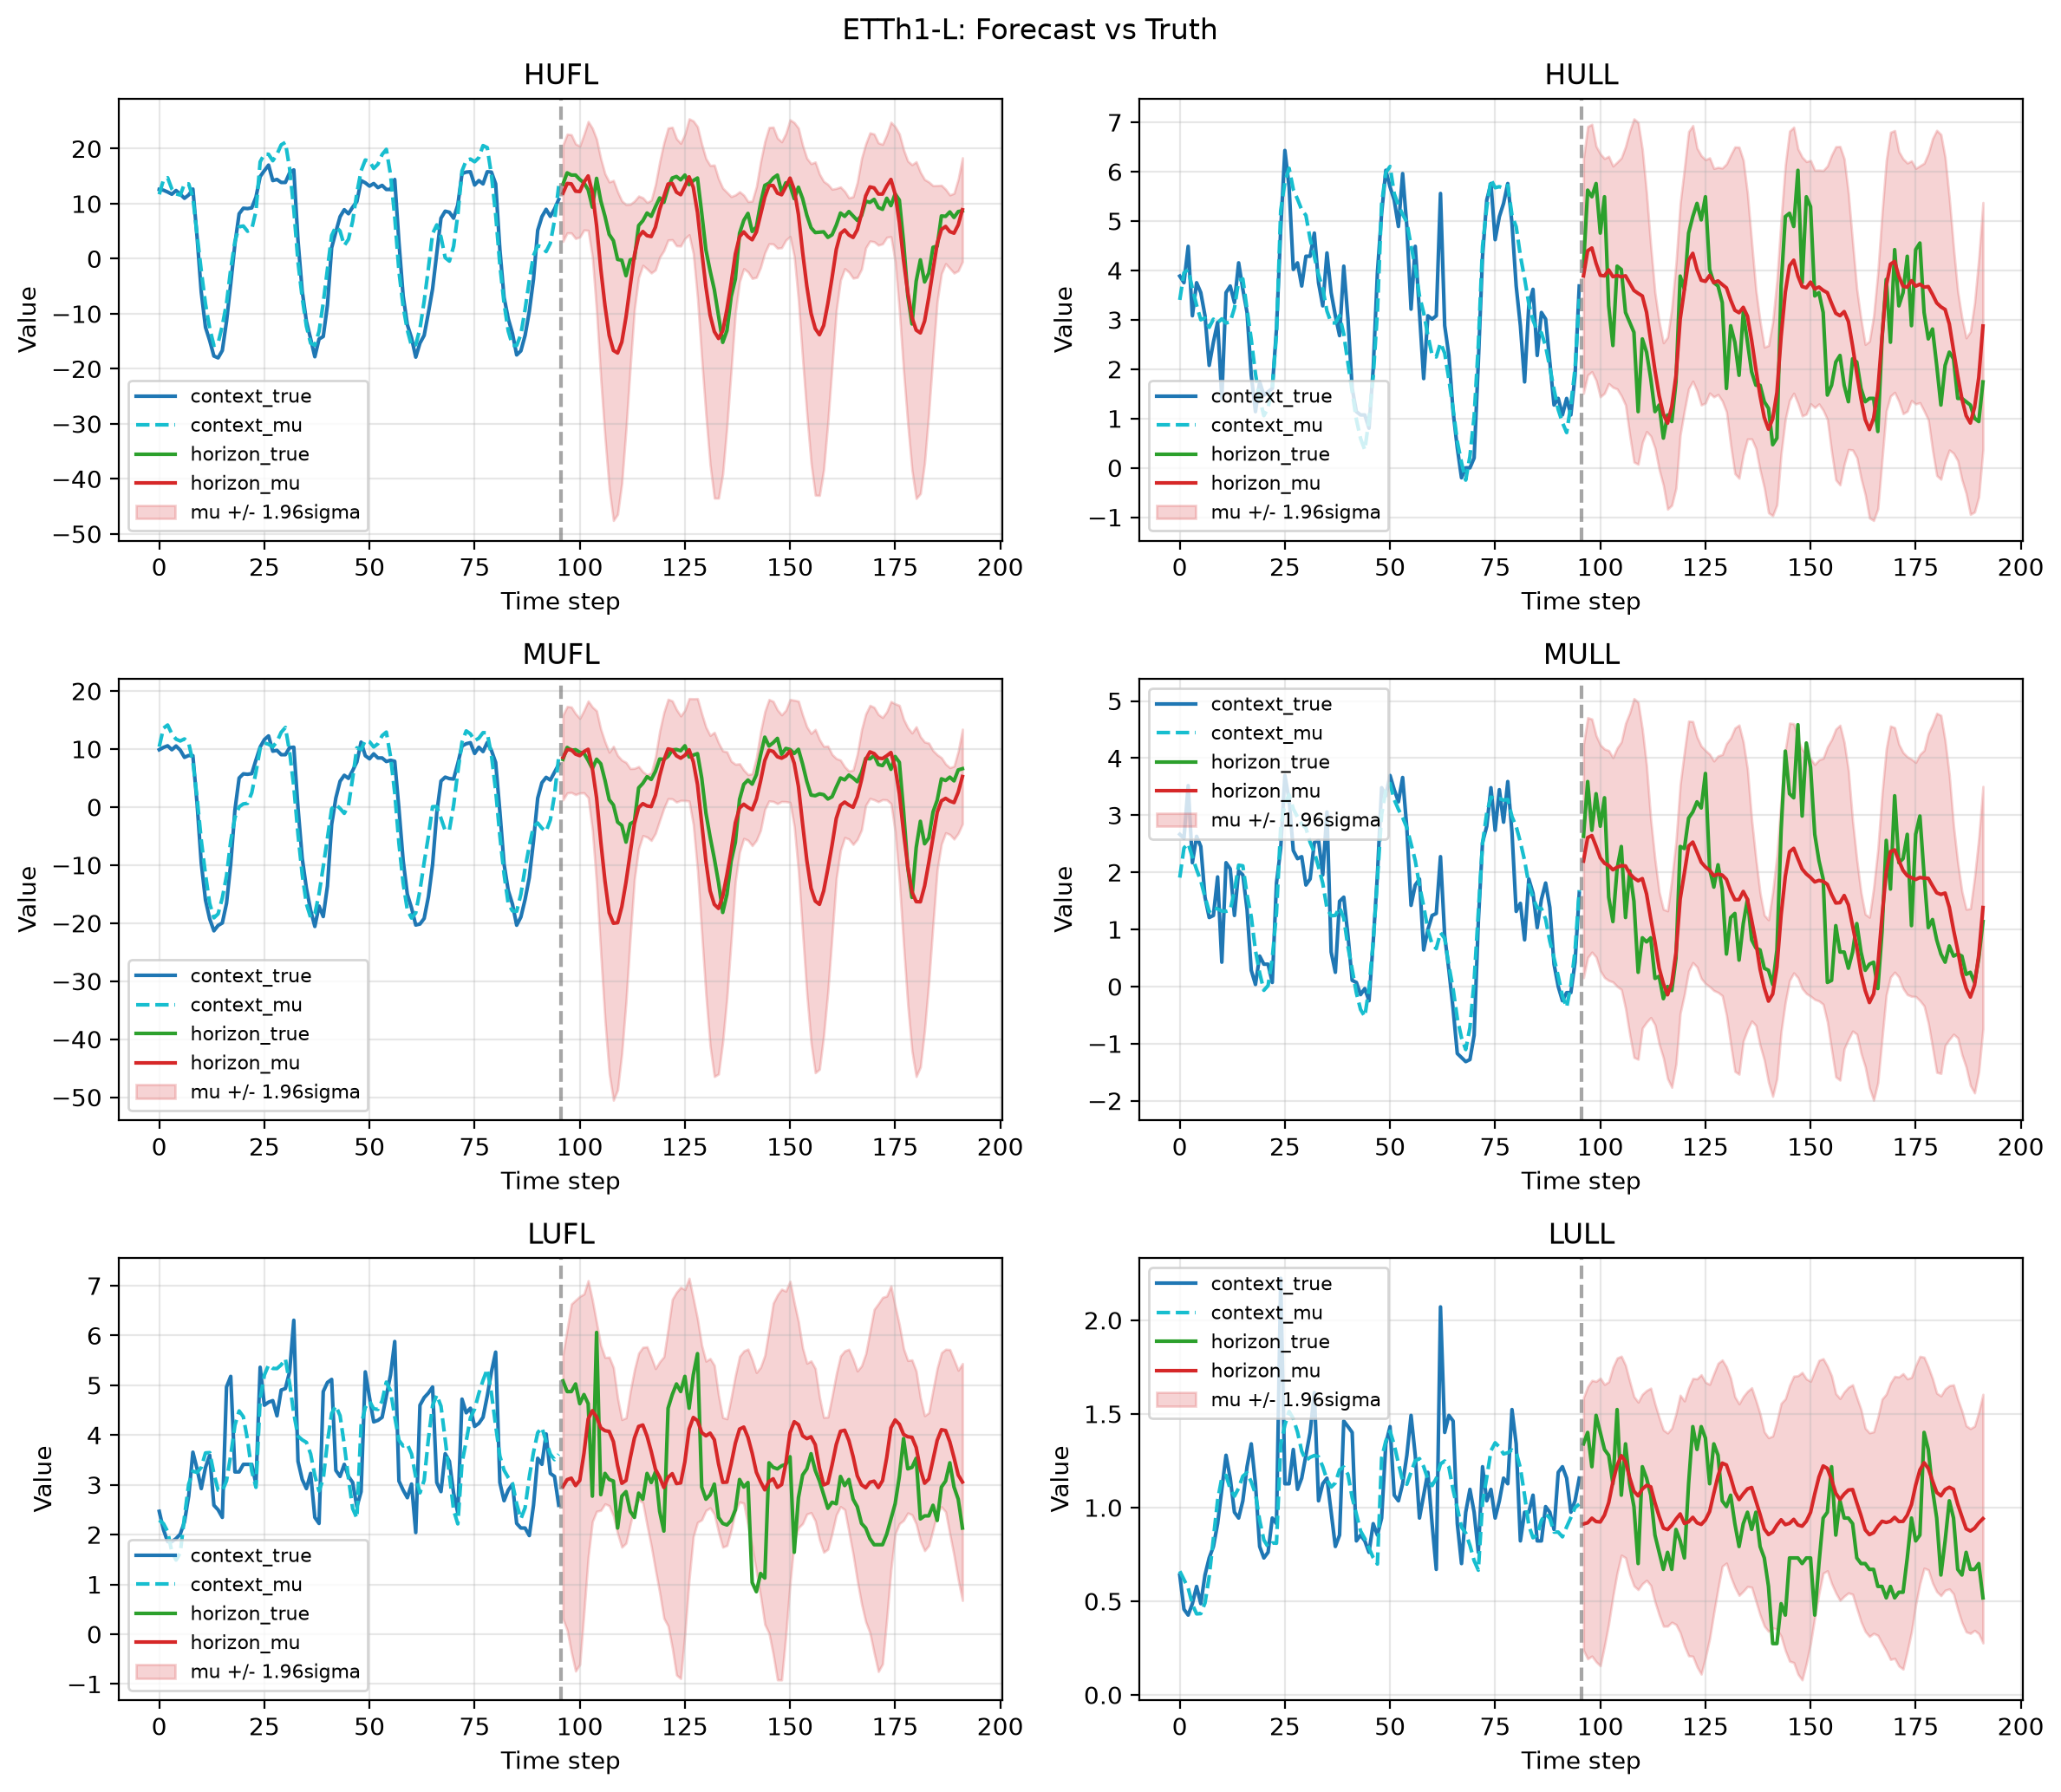 ETTh1-L: Forecast vs Truth
HUFL
Value
20
10
0
−10
−20
−30
−40
−50
context_true
context_mu
horizon_true
horizon_mu
mu +/- 1.96sigma
0 25 50 75 100 125 150 175 200
Time step
HULL
Value
7
6
5
4
3
2
1
0
−1
context_true
context_mu
horizon_true
horizon_mu
mu +/- 1.96sigma
0 25 50 75 100 125 150 175 200
Time step
MUFL
Value
20
10
0
−10
−20
−30
−40
−50
context_true
context_mu
horizon_true
horizon_mu
mu +/- 1.96sigma
0 25 50 75 100 125 150 175 200
Time step
MULL
Value
5
4
3
2
1
0
−1
−2
context_true
context_mu
horizon_true
horizon_mu
mu +/- 1.96sigma
0 25 50 75 100 125 150 175 200
Time step
LUFL
Value
7
6
5
4
3
2
1
0
−1
context_true
context_mu
horizon_true
horizon_mu
mu +/- 1.96sigma
0 25 50 75 100 125 150 175 200
Time step
LULL
Value
2.0
1.5
1.0
0.5
0.0
context_true
context_mu
horizon_true
horizon_mu
mu +/- 1.96sigma
0 25 50 75 100 125 150 175 200
Time step